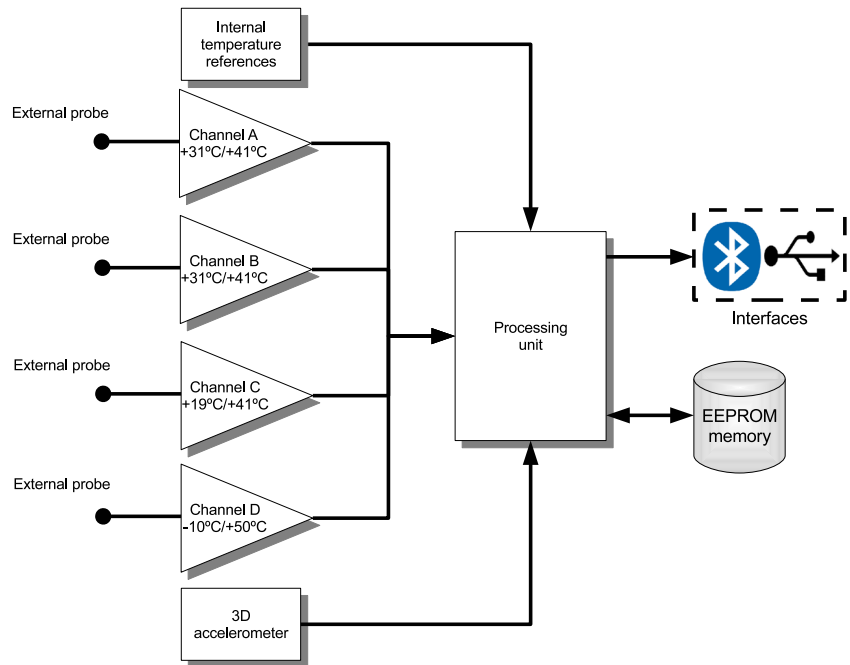 Internal
temperature
references
External probe
Channel A
+31ºC/+41ºC
External probe
Channel B
+31ºC/+41ºC
External probe
Channel C
+19ºC/+41ºC
External probe
Channel D
-10ºC/+50ºC
3D
accelerometer
Processing
unit
Interfaces
EEPROM
memory